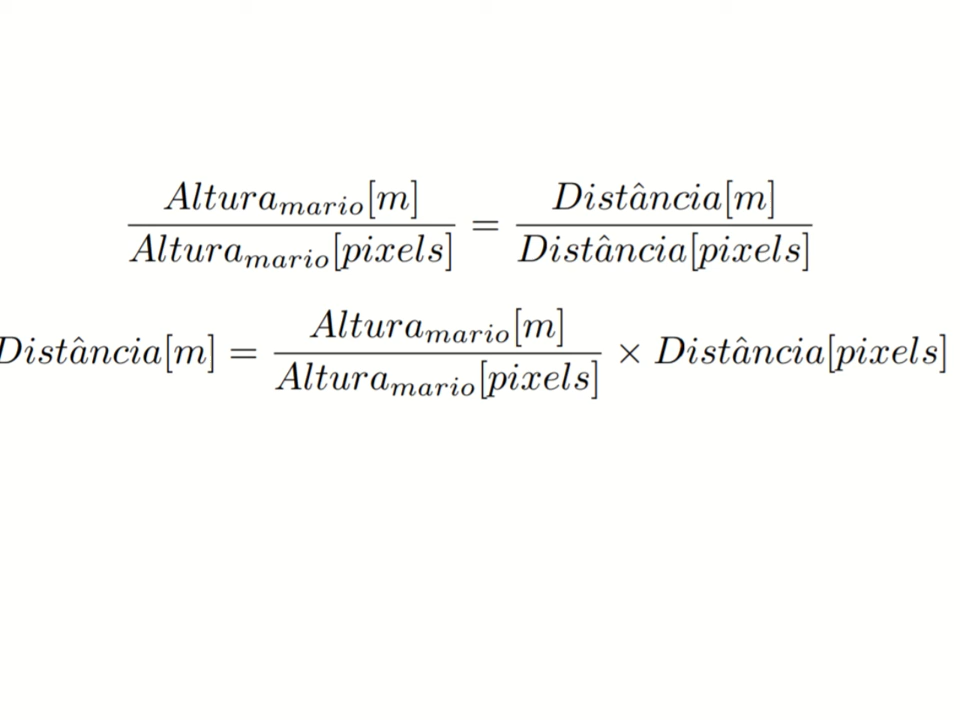 Altura_mario[m] / Altura_mario[pixels] = Distância[m] / Distância[pixels]
Distância[m] = Altura_mario[m] / Altura_mario[pixels] × Distância[pixels]